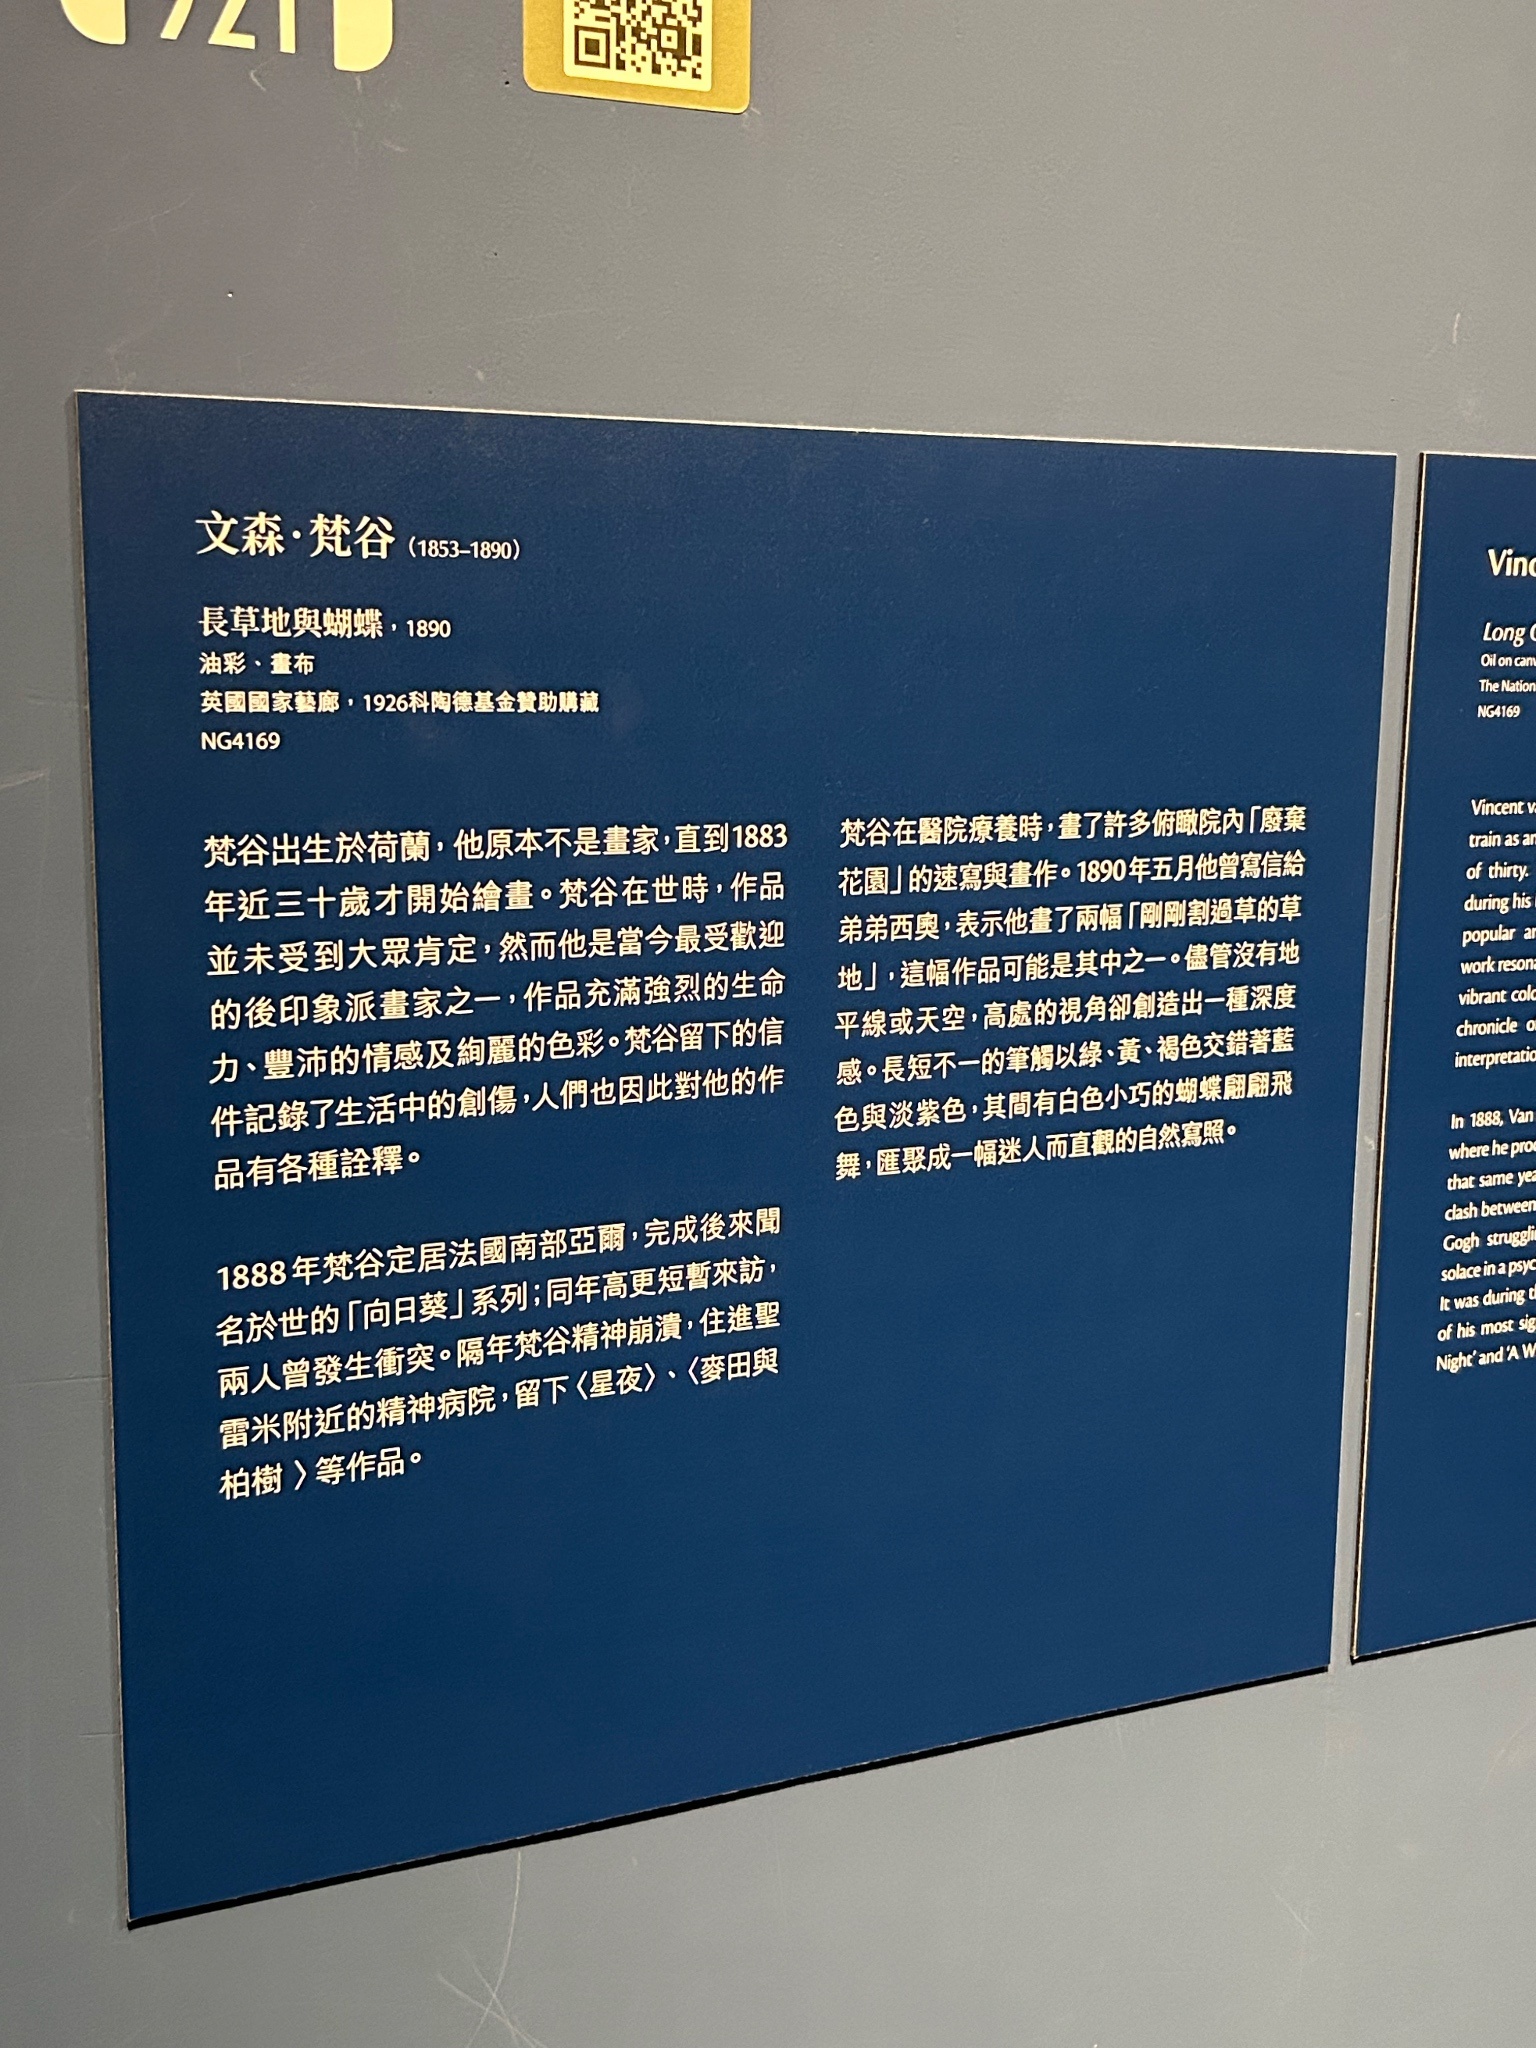 文森·梵谷（1853–1890）
長草地與蝴蝶，1890
油彩、畫布
英國國家藝廊，1926科陶德基金贊助購藏
NG4169
梵谷出生於荷蘭，他原本不是畫家，直到1883
年近三十歲才開始繪畫。梵谷在世時，作品
並未受到大眾肯定，然而他是當今最受歡迎
的後印象派畫家之一，作品充滿強烈的生命
力、豐沛的情感及絢麗的色彩。梵谷留下的信
件記錄了生活中的創傷，人們也因此對他的作
品有各種詮釋。
1888年梵谷定居法國南部亞爾，完成後來聞
名於世的「向日葵」系列；同年高更短暫來訪，
兩人曾發生衝突。隔年梵谷精神崩潰，住進聖
雷米附近的精神病院，留下〈星夜〉、〈麥田與
柏樹〉等作品。
梵谷在醫院療養時，畫了許多俯瞰院內「廢棄
花園」的速寫與畫作。1890年五月他曾寫信給
弟弟西奧，表示他畫了兩幅「剛剛割過草的草
地」，這幅作品可能是其中之一。儘管沒有地
平線或天空，高處的視角卻創造出一種深度
感。長短不一的筆觸以綠、黃、褐色交錯著藍
色與淡紫色，其間有白色小巧的蝴蝶翩翩飛
舞，匯聚成一幅迷人而直觀的自然寫照。
Long
Oil on
The
NG4169
Vincent
train as
of thirty.
during his
popular
work
vibrant
chronicle
In 1888, Van
where he
that same
clash between
Gogh
solace in a
It was during
of his most
Night' and 'A